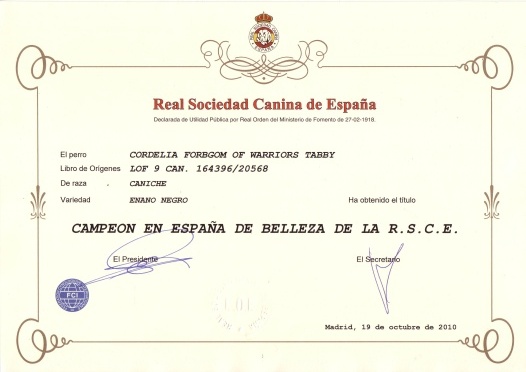 Real Sociedad Canina de España
Declarada de Utilidad Pública por Real Orden del Ministerio de Fomento de 27-02-1918.
El perro CORDELIA FORBGOM OF WARRIORS TABBY
Libro de Orígenes LOF 9 CAN. 164396/20568
De raza . CANICHE
Variedad ENANO NEGRO Ha obtenido el título
CAMPEON EN ESPAÑA DE BELLEZA DE LA R.S.C.E.
El Presidente El Secretario
FCI
Madrid, 19 de octubre de 2010